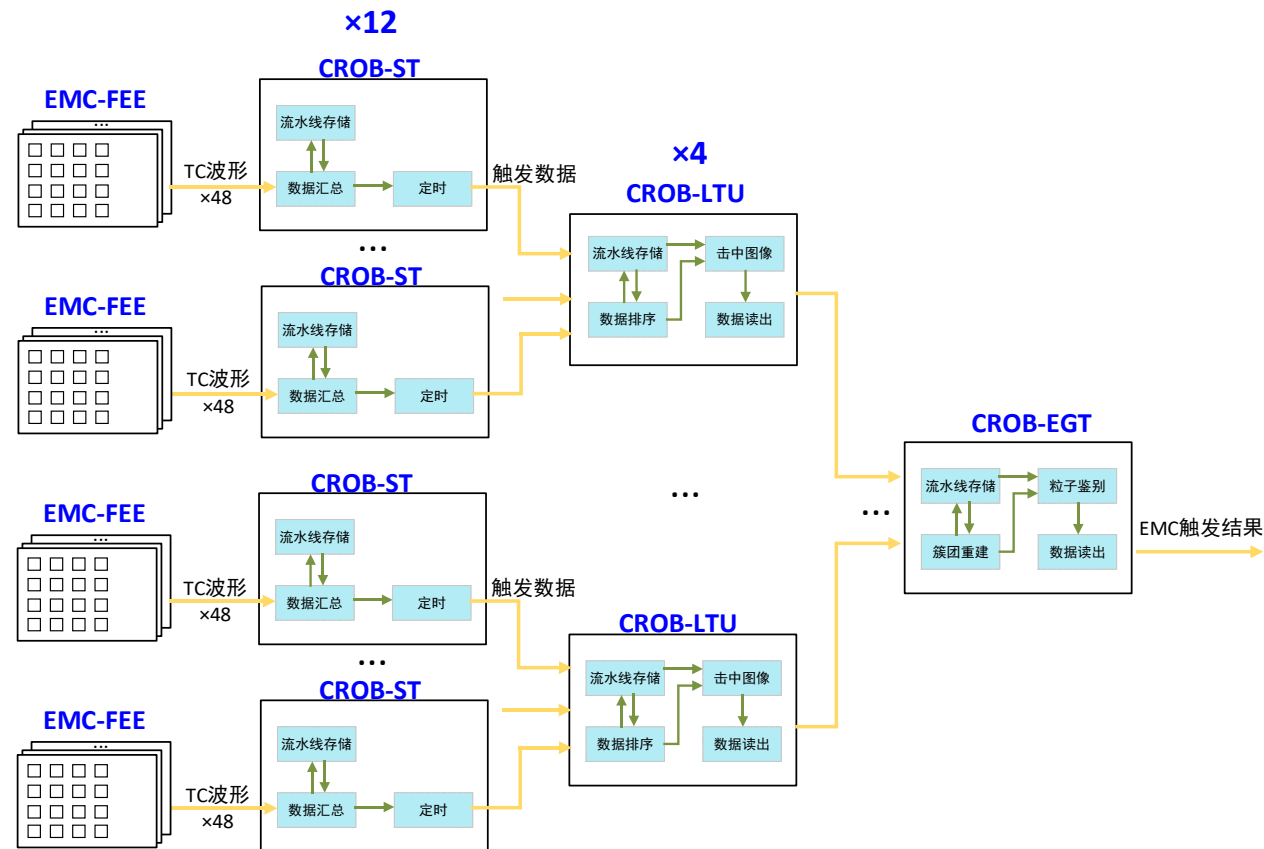 ×12
CROB-ST
EMC-FEE
...
流水线存储
TC波形
×48
数据汇总
定时
触发数据
...
×4
CROB-LTU
流水线存储
击中图像
数据排序
数据读出
CROB-ST
EMC-FEE
...
流水线存储
TC波形
×48
数据汇总
定时
CROB-EGT
流水线存储
粒子鉴别
簇团重建
数据读出
EMC触发结果
...
...
CROB-ST
EMC-FEE
...
流水线存储
TC波形
×48
数据汇总
定时
触发数据
...
CROB-LTU
流水线存储
击中图像
数据排序
数据读出
CROB-ST
EMC-FEE
...
流水线存储
TC波形
×48
数据汇总
定时